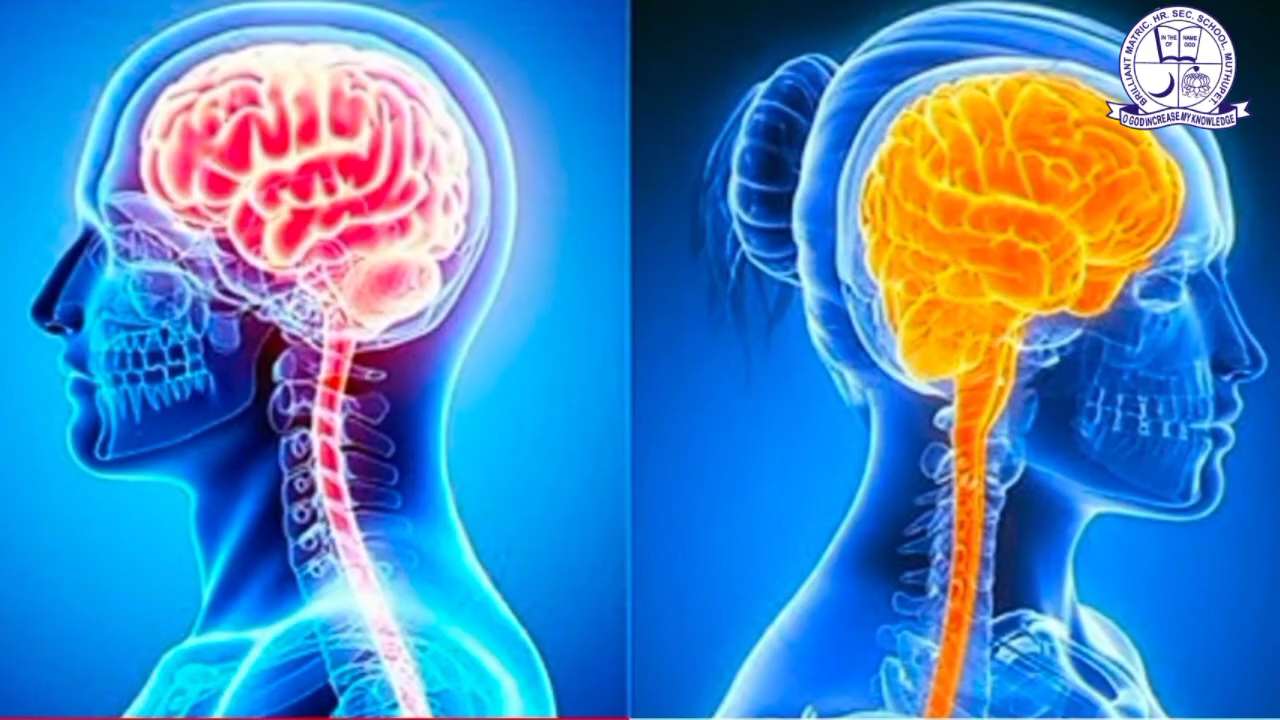 BRILLIANT MATRIC. HR. SEC. SCHOOL, MUTHUPET.
IN THE NAME
OF GOD
O GOD INCREASE MY KNOWLEDGE